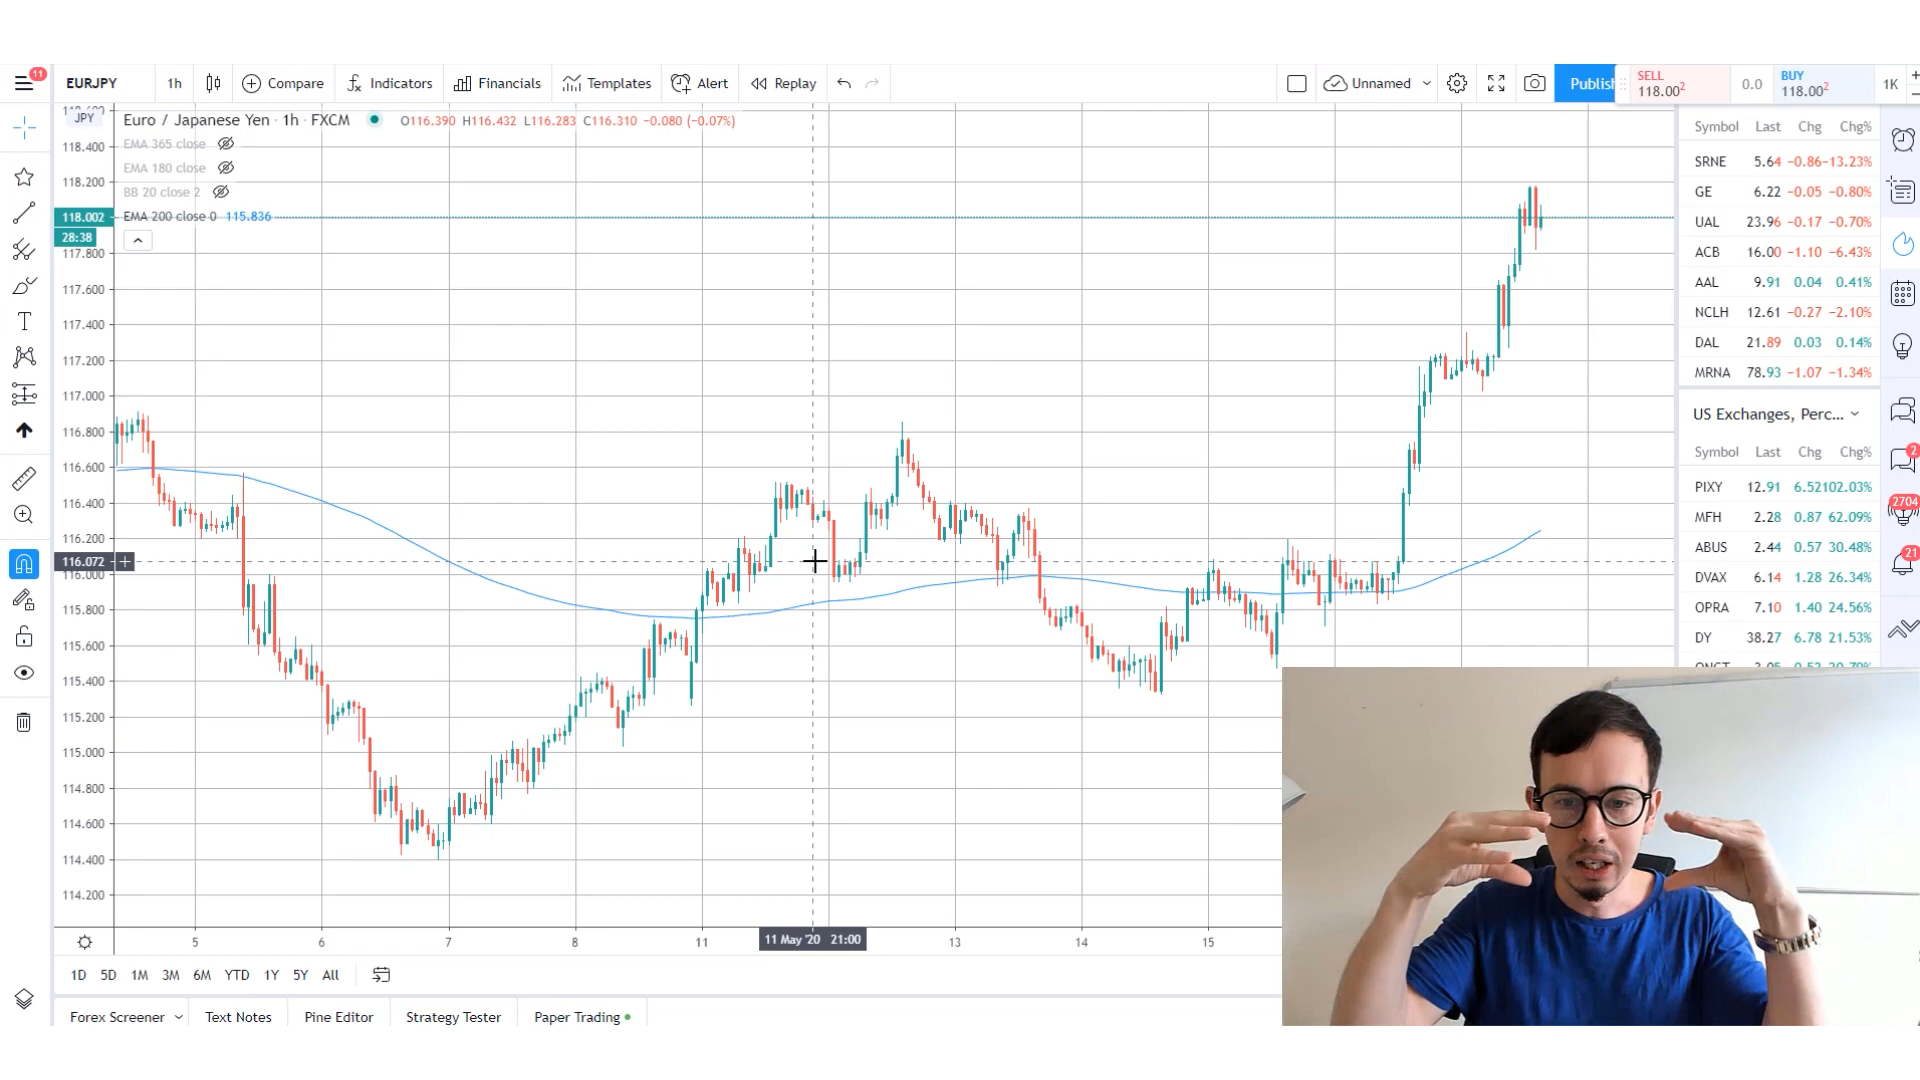 11
EURJPY 1h Compare Indicators Financials Templates Alert Replay Unnamed Publish SELL 118.00² 0.0 BUY 118.00² 1K
JPY Euro / Japanese Yen · 1h · FXCM O116.390 H116.432 L116.283 C116.310 −0.080 (−0.07%)
EMA 365 close
EMA 180 close
BB 20 close 2
EMA 200 close 0 115.836
118.400
118.200
118.002
28:38
117.800
117.600
117.400
117.200
117.000
116.800
116.600
116.400
116.200
116.072
116.000
115.800
115.600
115.400
115.200
115.000
114.800
114.600
114.400
114.200
5 6 7 8 11 11 May '20 21:00 13 14 15
1D 5D 1M 3M 6M YTD 1Y 5Y All
Forex Screener Text Notes Pine Editor Strategy Tester Paper Trading
Symbol Last Chg Chg%
SRNE 5.64 −0.86 −13.23%
GE 6.22 −0.05 −0.80%
UAL 23.96 −0.17 −0.70%
ACB 16.00 −1.10 −6.43%
AAL 9.91 0.04 0.41%
NCLH 12.61 −0.27 −2.10%
DAL 21.89 0.03 0.14%
MRNA 78.93 −1.07 −1.34%
US Exchanges, Perc...
Symbol Last Chg Chg%
PIXY 12.91 6.52 102.03%
MFH 2.28 0.87 62.09%
ABUS 2.44 0.57 30.48%
DVAX 6.14 1.28 26.34%
OPRA 7.10 1.40 24.56%
DY 38.27 6.78 21.53%
2
2704
21